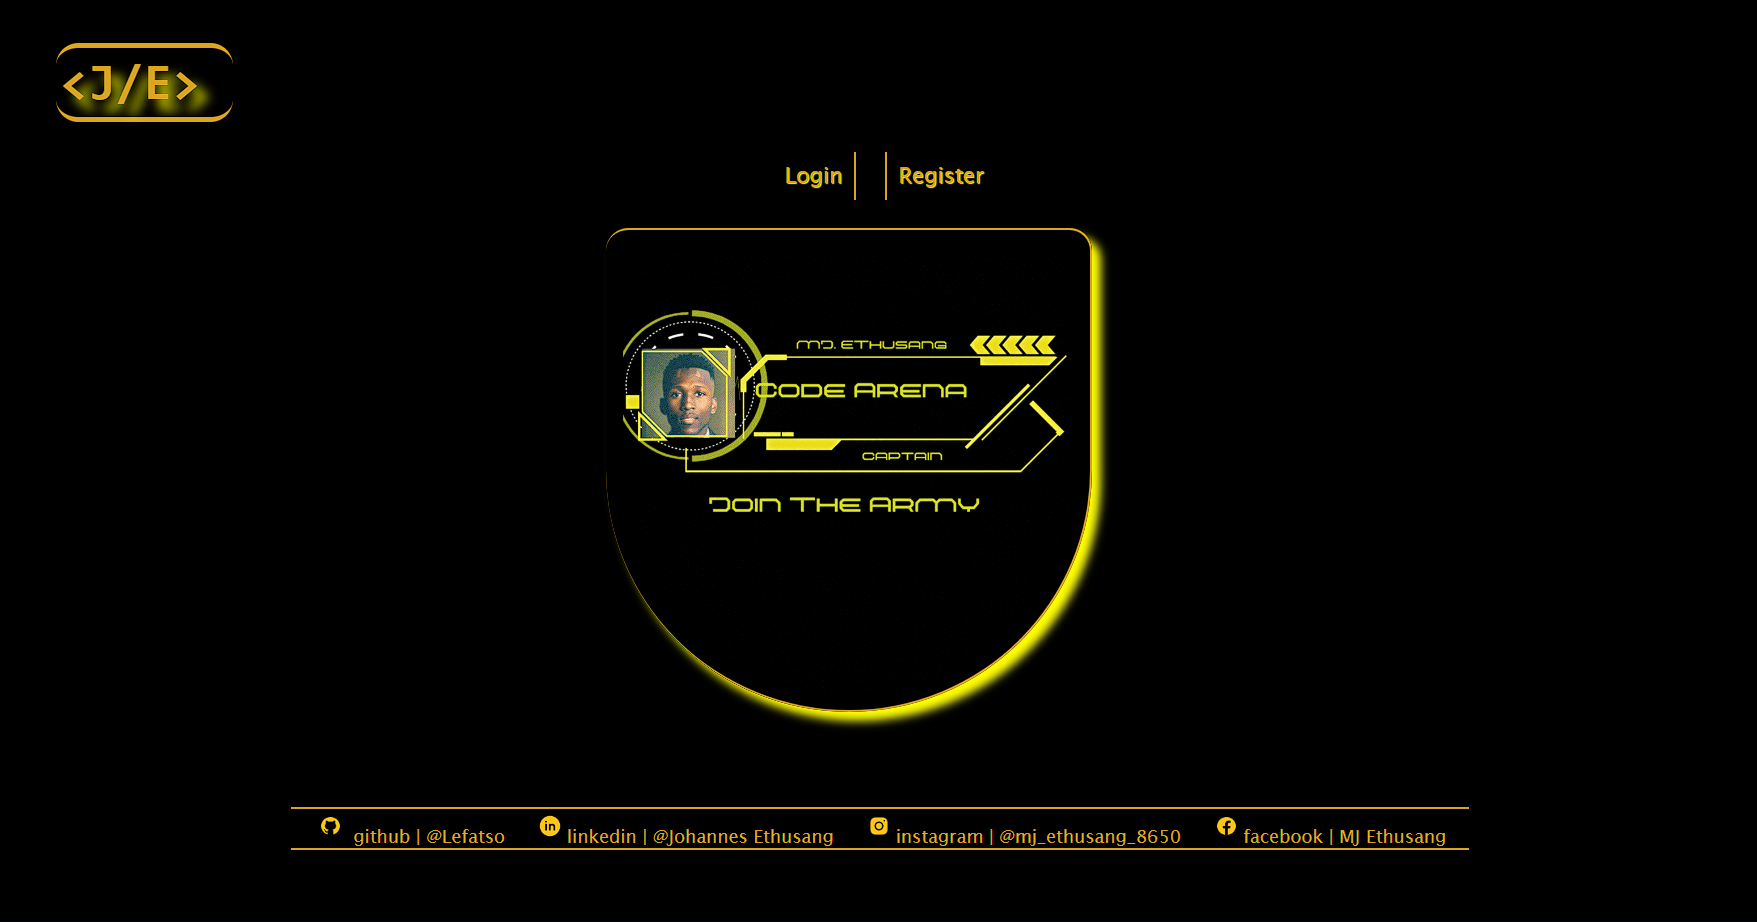 <J/E>
Login
Register
MJ. Ethusang
Code Arena
Captain
Join The Army
github | @Lefatso
linkedin | @Johannes Ethusang
instagram | @mj_ethusang_8650
facebook | MJ Ethusang